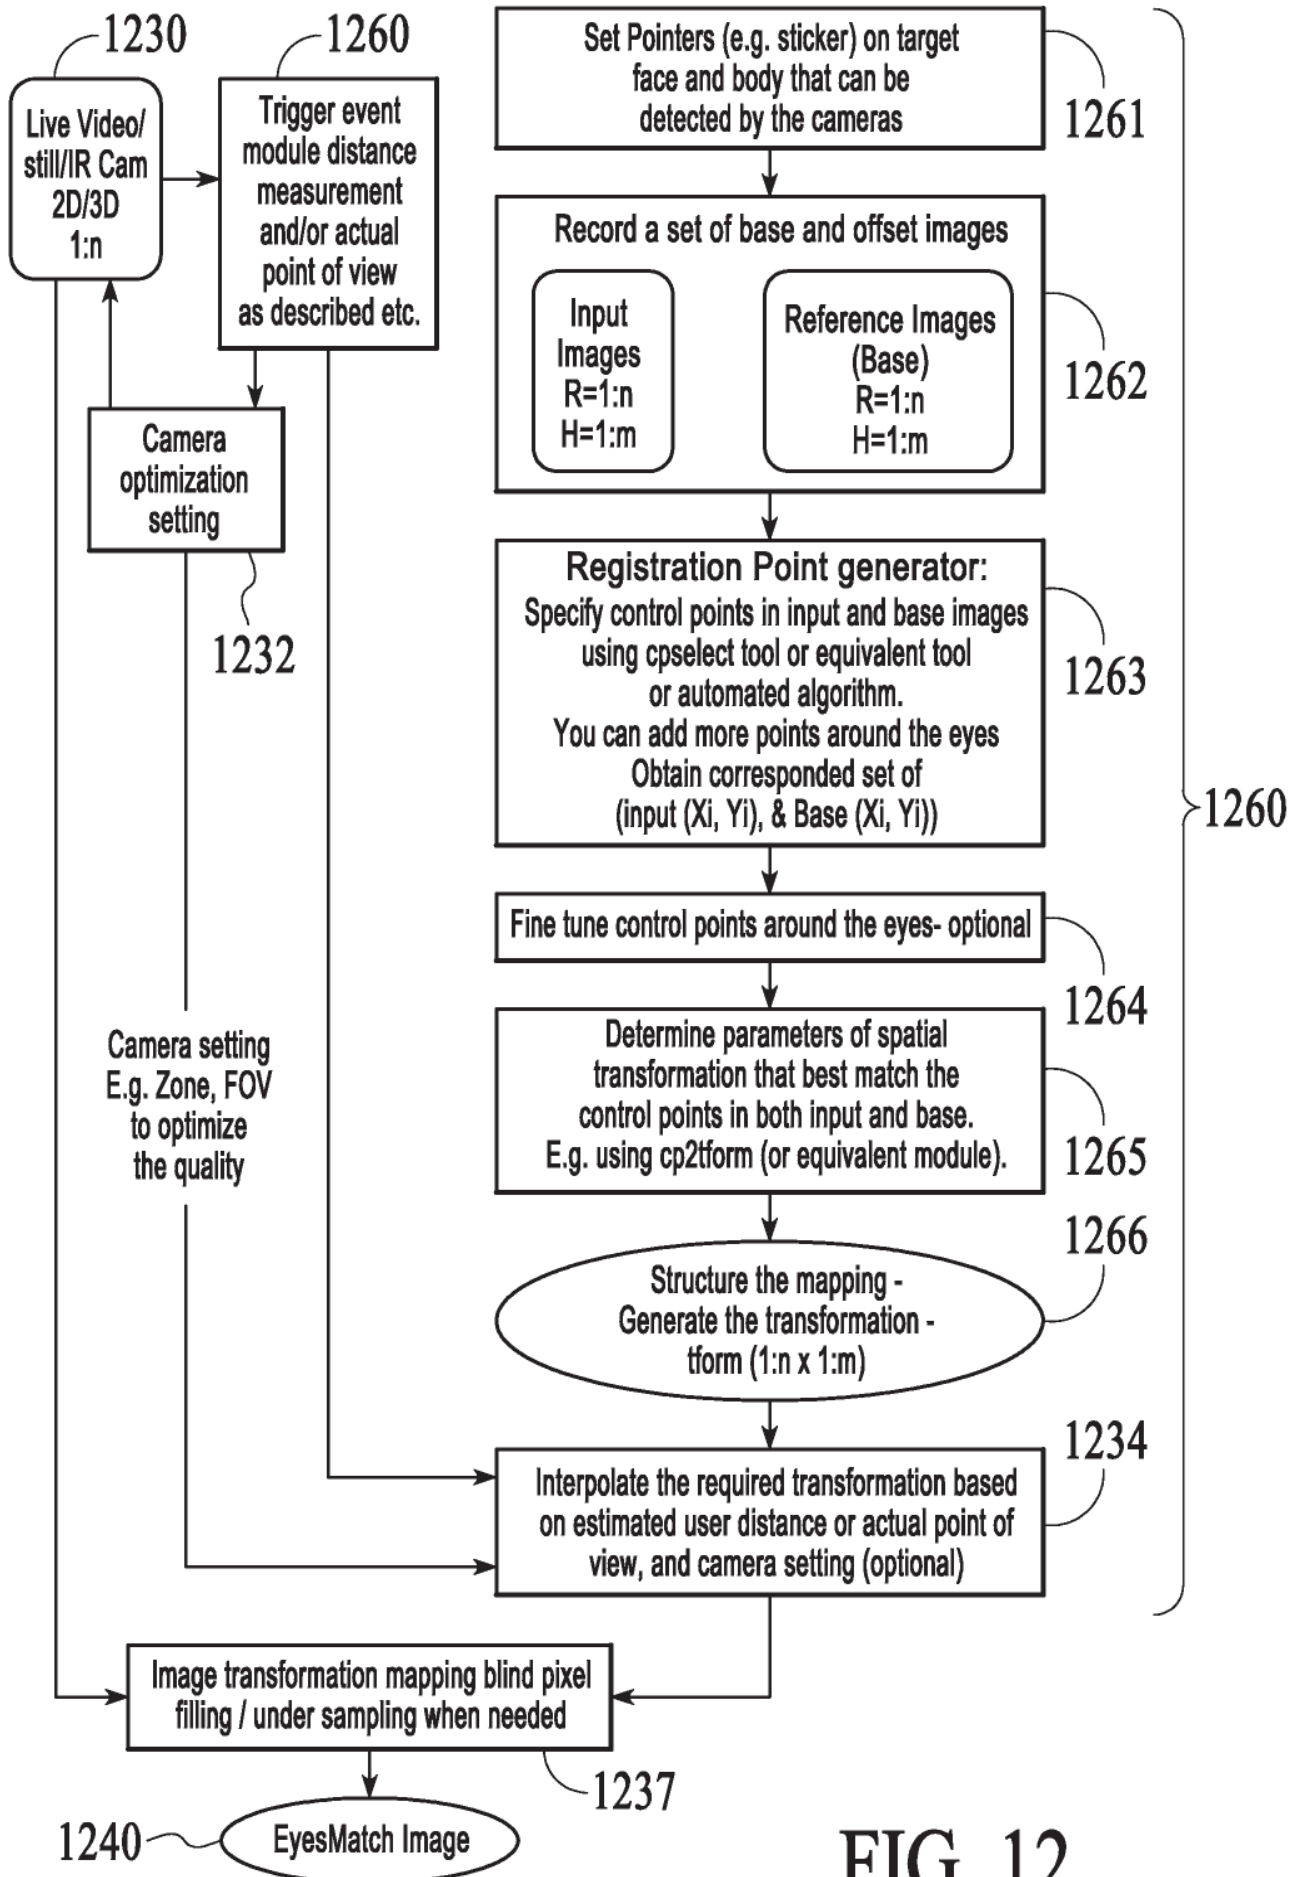 1230
1260
Live Video/
still/IR Cam
2D/3D
1:n
Trigger event
module distance
measurement
and/or actual
point of view
as described etc.
Camera
optimization
setting
1232
Camera setting
E.g. Zone, FOV
to optimize
the quality
Set Pointers (e.g. sticker) on target
face and body that can be
detected by the cameras
1261
Record a set of base and offset images
Input
Images
R=1:n
H=1:m
Reference Images
(Base)
R=1:n
H=1:m
1262
Registration Point generator:
Specify control points in input and base images
using cpselect tool or equivalent tool
or automated algorithm.
You can add more points around the eyes
Obtain corresponded set of
(input (Xi, Yi), & Base (Xi, Yi))
1263
1260
Fine tune control points around the eyes- optional
1264
Determine parameters of spatial
transformation that best match the
control points in both input and base.
E.g. using cp2tform (or equivalent module).
1265
1266
Structure the mapping -
Generate the transformation -
tform (1:n x 1:m)
1234
Interpolate the required transformation based
on estimated user distance or actual point of
view, and camera setting (optional)
Image transformation mapping blind pixel
filling / under sampling when needed
1237
1240
EyesMatch Image
FIG. 12